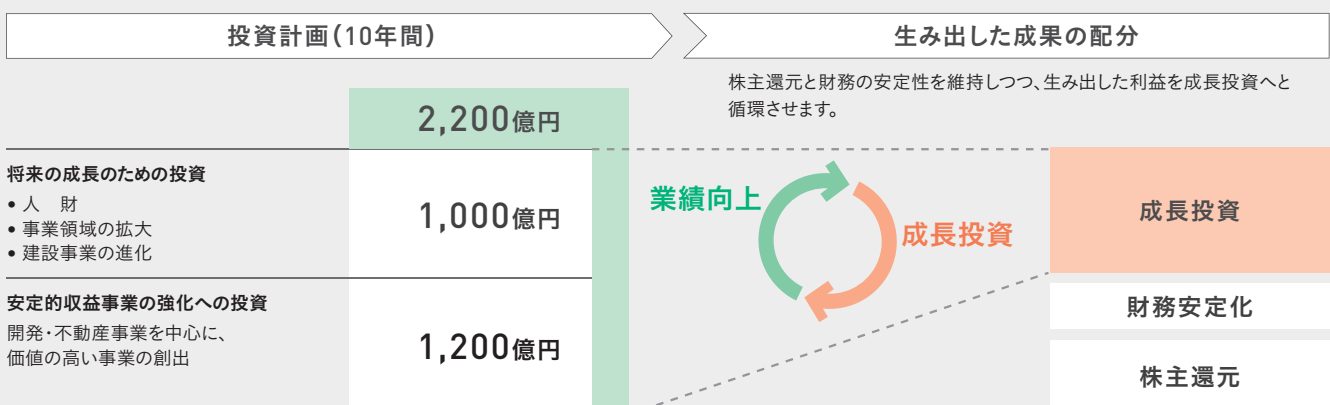 投資計画（10年間）
2,200億円
将来の成長のための投資
• 人　財
• 事業領域の拡大
• 建設事業の進化
1,000億円
安定的収益事業の強化への投資
開発・不動産事業を中心に、
価値の高い事業の創出
1,200億円
生み出した成果の配分
株主還元と財務の安定性を維持しつつ、生み出した利益を成長投資へと
循環させます。
業績向上
成長投資
成長投資
財務安定化
株主還元